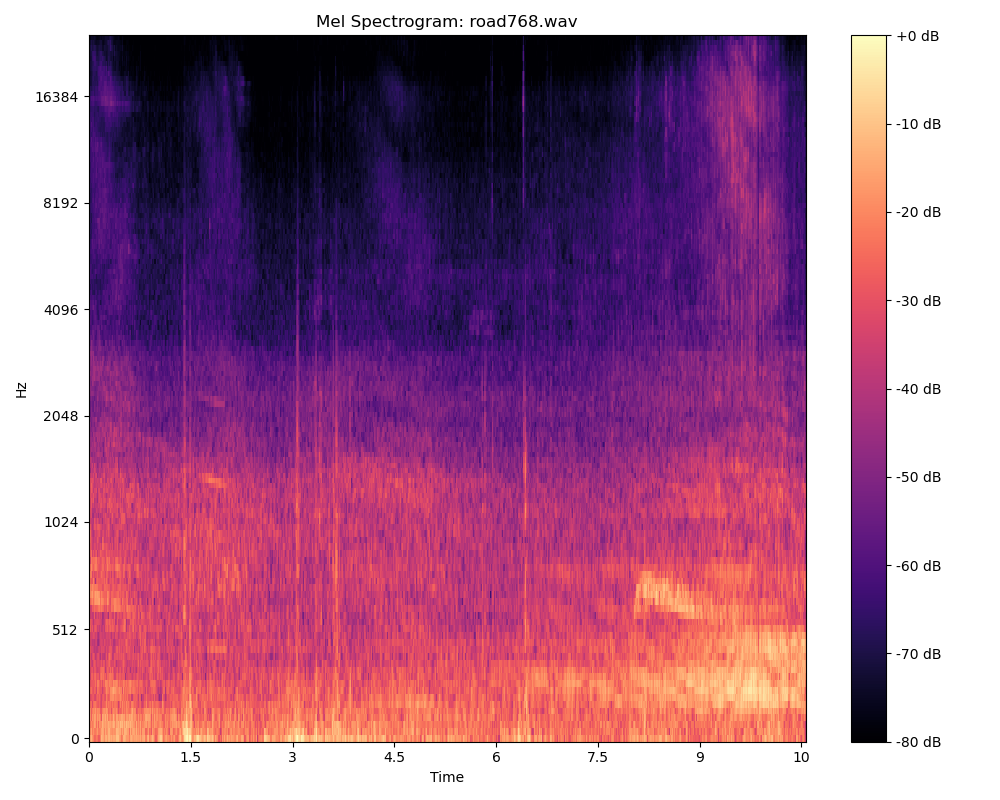 Mel Spectrogram: road768.wav
Hz
16384
8192
4096
2048
1024
512
0
0 1.5 3 4.5 6 7.5 9 10
Time
+0 dB
-10 dB
-20 dB
-30 dB
-40 dB
-50 dB
-60 dB
-70 dB
-80 dB